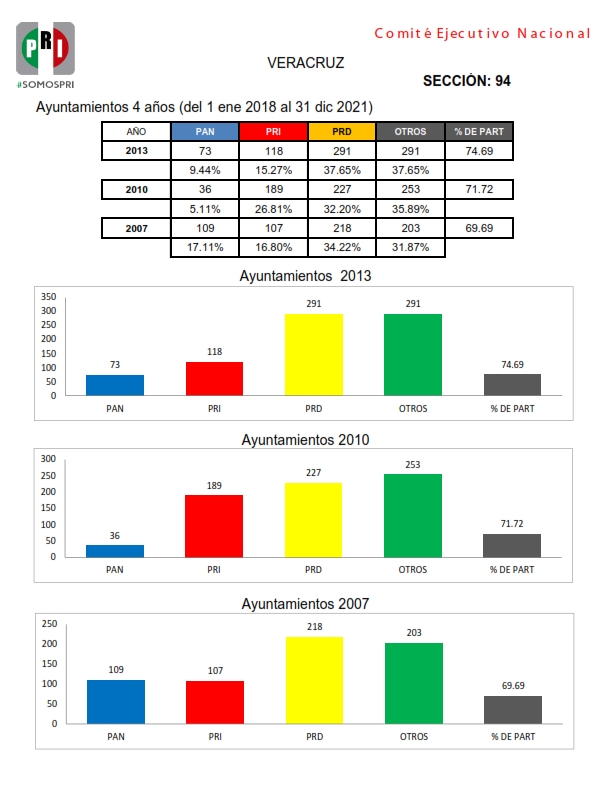 Comité Ejecutivo Nacional
PRI
#SOMOSPRI
VERACRUZ
SECCIÓN: 94
Ayuntamientos 4 años (del 1 ene 2018 al 31 dic 2021)
AÑO PAN PRI PRD OTROS % DE PART
2013 73 118 291 291 74.69
9.44% 15.27% 37.65% 37.65%
2010 36 189 227 253 71.72
5.11% 26.81% 32.20% 35.89%
2007 109 107 218 203 69.69
17.11% 16.80% 34.22% 31.87%
Ayuntamientos 2013
350
300
250
200
150
100
50
0
73 118 291 291 74.69
PAN PRI PRD OTROS % DE PART
Ayuntamientos 2010
300
250
200
150
100
50
0
36 189 227 253 71.72
PAN PRI PRD OTROS % DE PART
Ayuntamientos 2007
250
200
150
100
50
0
109 107 218 203 69.69
PAN PRI PRD OTROS % DE PART